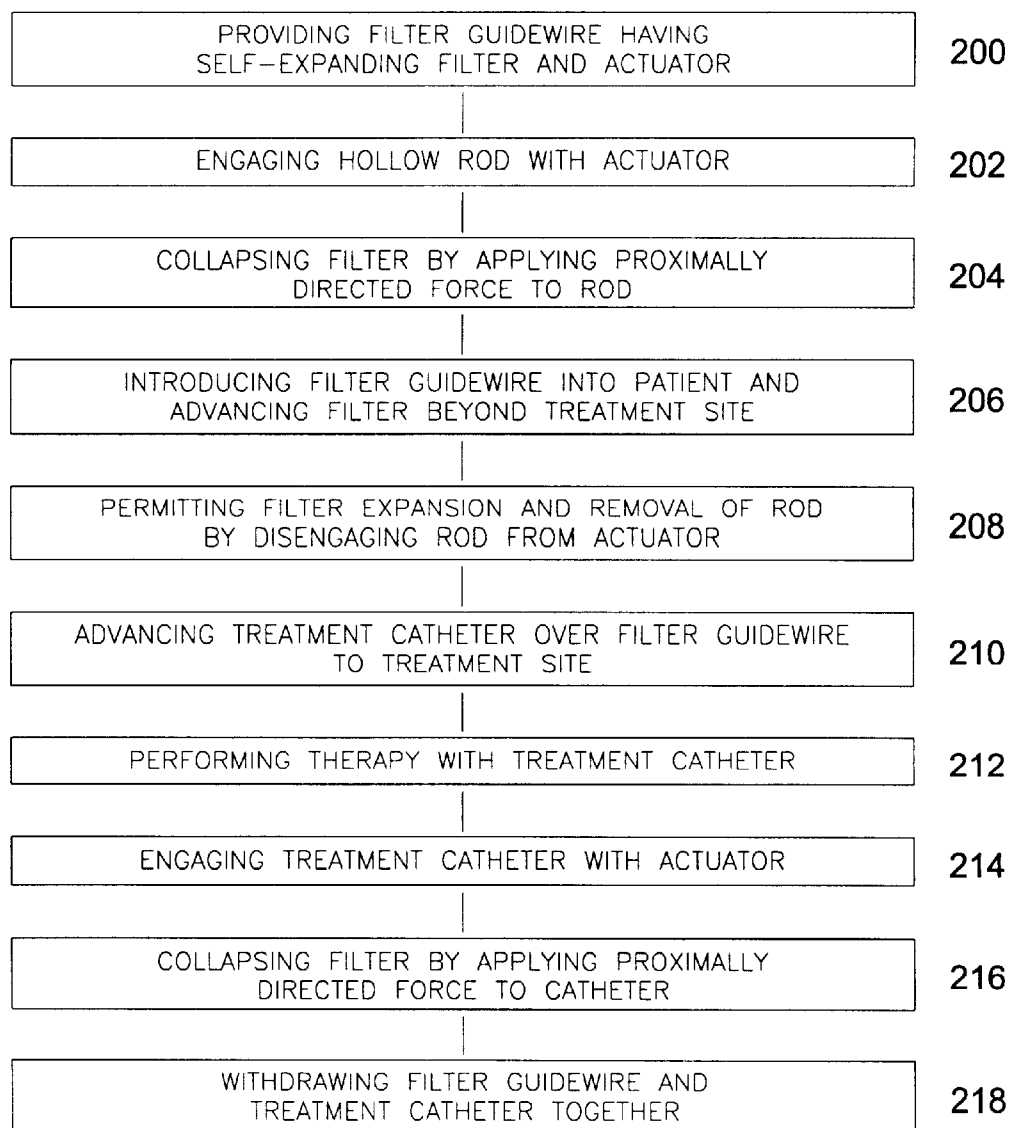 PROVIDING FILTER GUIDEWIRE HAVING
SELF-EXPANDING FILTER AND ACTUATOR
200
ENGAGING HOLLOW ROD WITH ACTUATOR
202
COLLAPSING FILTER BY APPLYING PROXIMALLY
DIRECTED FORCE TO ROD
204
INTRODUCING FILTER GUIDEWIRE INTO PATIENT AND
ADVANCING FILTER BEYOND TREATMENT SITE
206
PERMITTING FILTER EXPANSION AND REMOVAL OF ROD
BY DISENGAGING ROD FROM ACTUATOR
208
ADVANCING TREATMENT CATHETER OVER FILTER GUIDEWIRE
TO TREATMENT SITE
210
PERFORMING THERAPY WITH TREATMENT CATHETER
212
ENGAGING TREATMENT CATHETER WITH ACTUATOR
214
COLLAPSING FILTER BY APPLYING PROXIMALLY
DIRECTED FORCE TO CATHETER
216
WITHDRAWING FILTER GUIDEWIRE AND
TREATMENT CATHETER TOGETHER
218